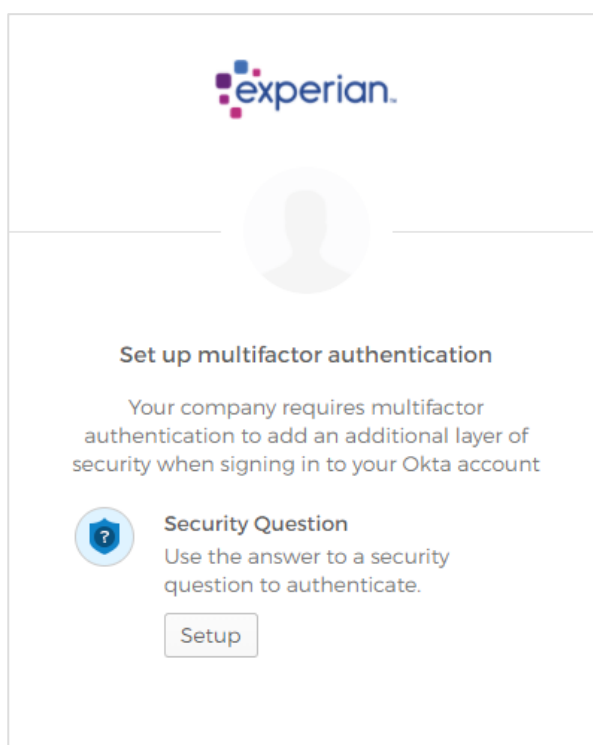 experian™
Set up multifactor authentication
Your company requires multifactor
authentication to add an additional layer of
security when signing in to your Okta account
?
Security Question
Use the answer to a security
question to authenticate.
Setup